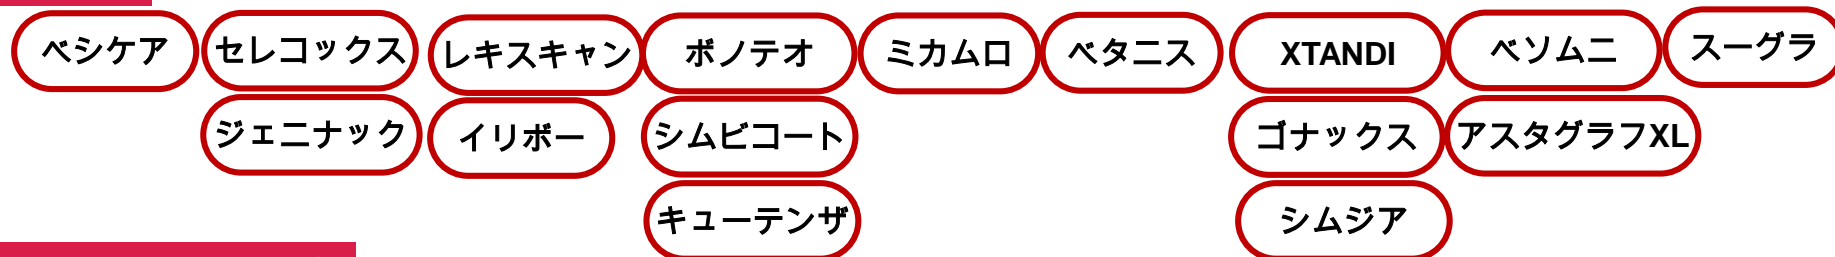 ベシケア セレコックス レキスキャン ボノテオ ミカムロ ベタニス XTANDI ベソムニ スーグラ
ジェニナック イリボー シムビコート ゴナックス アスタグラフXL
キューテンザ シムジア